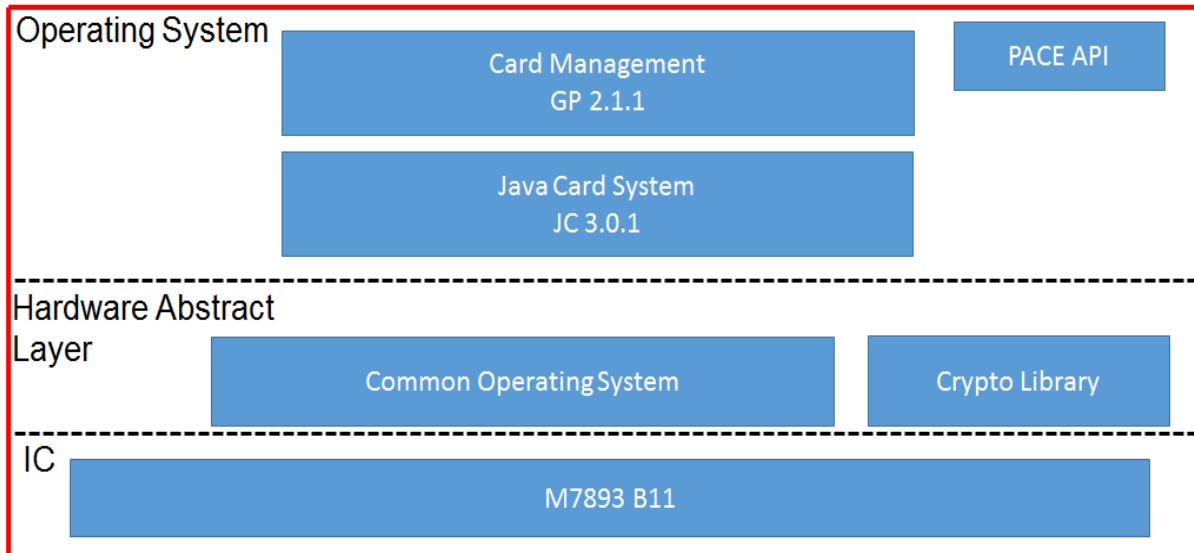 Operating System
Card Management
GP 2.1.1
PACE API
Java Card System
JC 3.0.1
Hardware Abstract
Layer
Common Operating System
Crypto Library
IC
M7893 B11